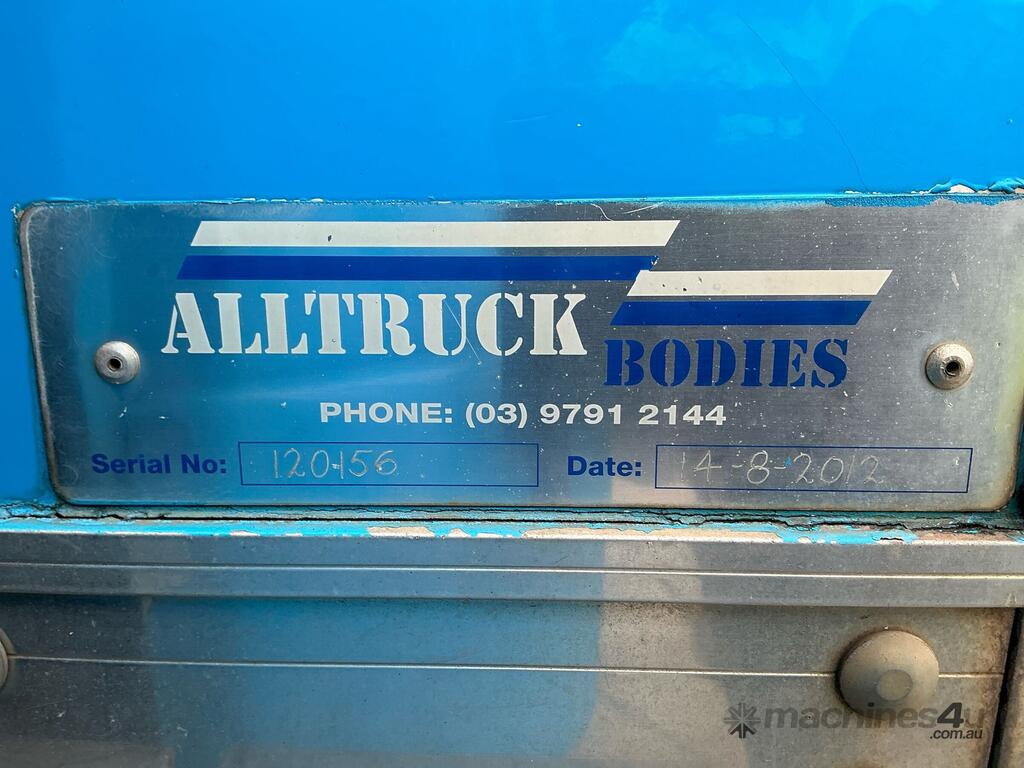 ALLTRUCK
BODIES
PHONE: (03) 9791 2144
Serial No: 120156 Date: 14-8-2012
machines4u
.com.au